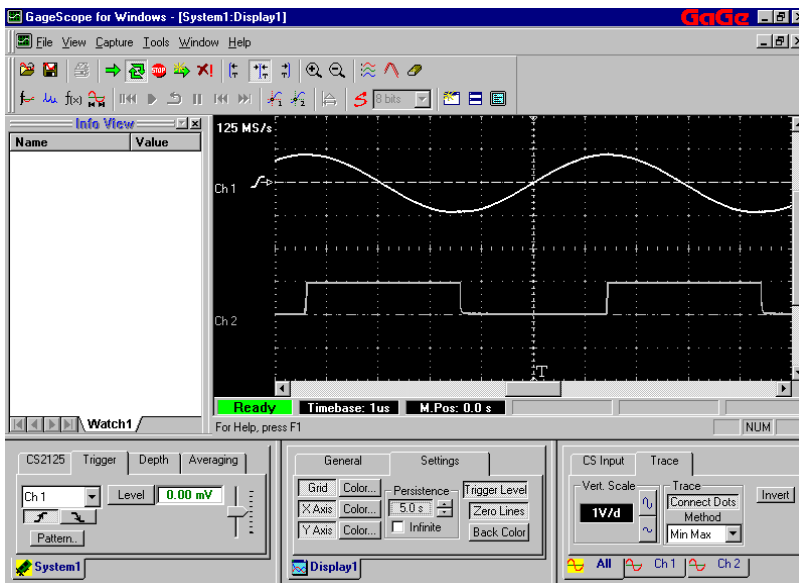 GageScope for Windows - [System1:Display1]
GaGe
File View Capture Tools Window Help
f(x)
8 bits
Info View
Name Value
125 MS/s
Ch 1
Ch 2
T
Ready Timebase: 1us M.Pos: 0.0 s
Watch1
For Help, press F1
NUM
CS2125 Trigger Depth Averaging
Ch 1 Level 0.00 mV
Pattern..
System1
General Settings
Grid Color... Persistence Trigger Level
X Axis Color... 5.0 s Zero Lines
Y Axis Color... Infinite Back Color
Display1
CS Input Trace
Vert. Scale Trace
1V/d Connect Dots Invert
Method
Min Max
All Ch 1 Ch 2